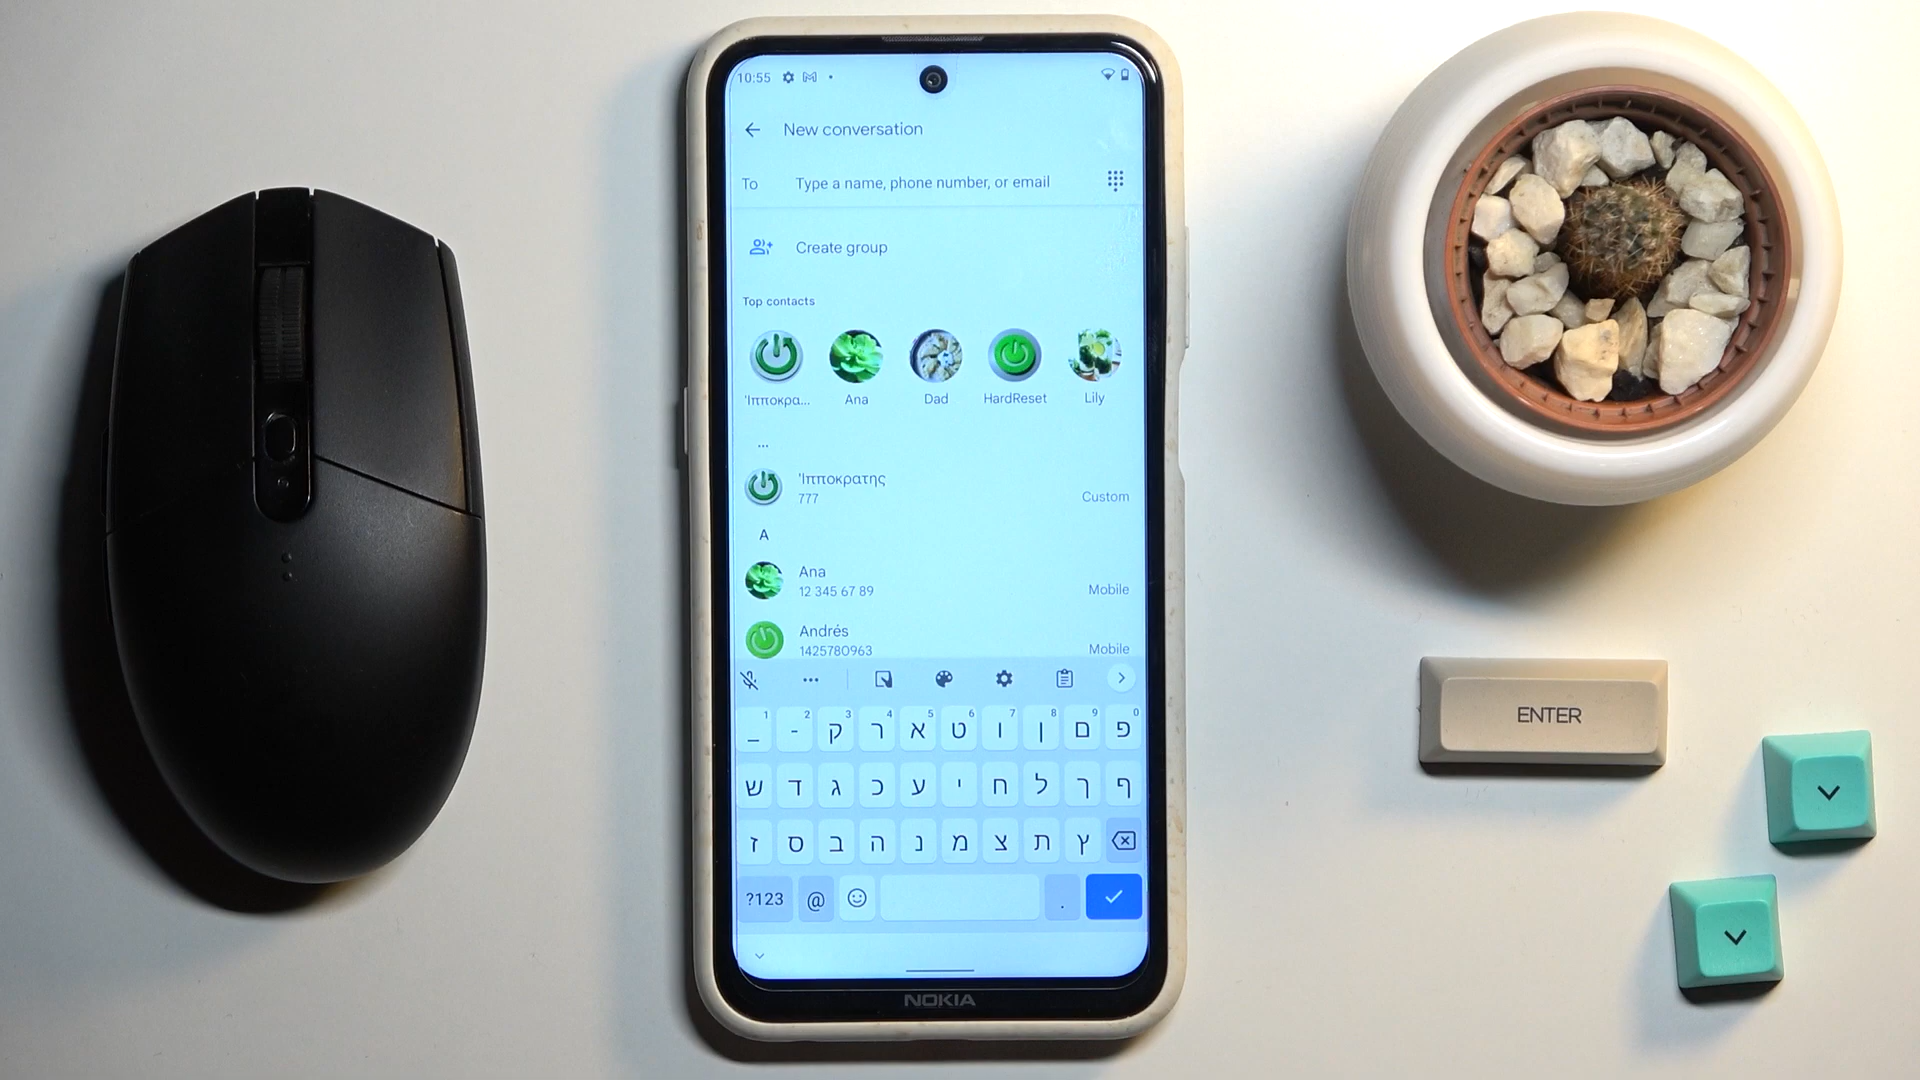 10:55
New conversation
To Type a name, phone number, or email
Create group
Top contacts
'Ιπποκρα... Ana Dad HardReset Lily
...
'Ιπποκρατης
777 Custom
A
Ana
12 345 67 89 Mobile
Andrés
1425780963 Mobile
1 2 3 4 5 6 7 8 9 0
_ - ק ר א ט ו ן ם פ
ש ד ג כ ע י ח ל ך ף
ז ס ב ה נ מ צ ת ץ
?123 @ .
NOKIA
ENTER